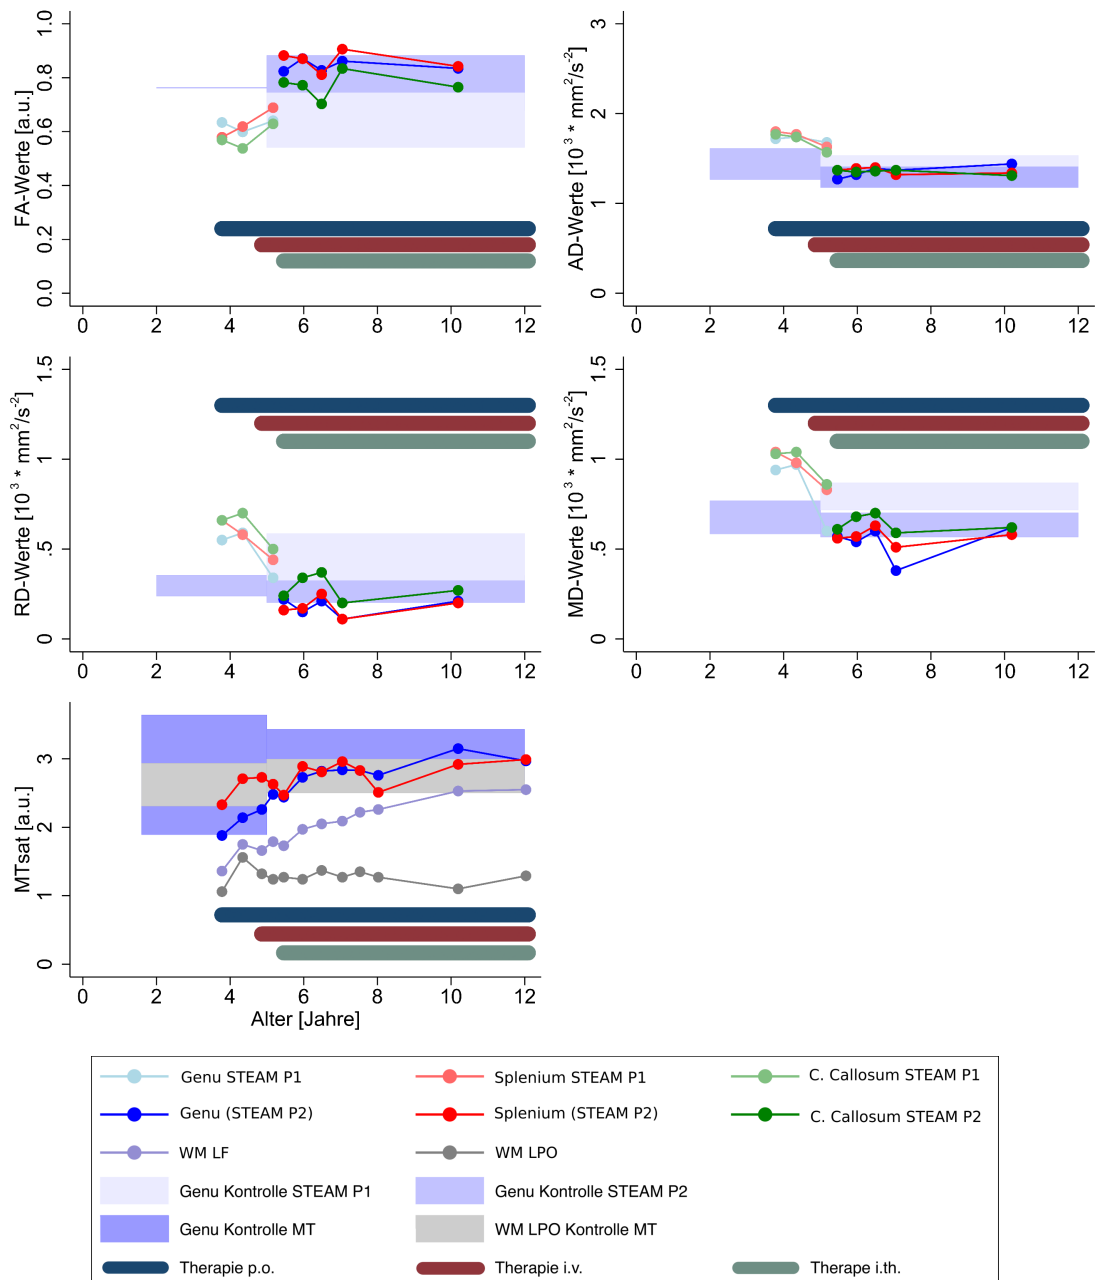 FA-Werte [a.u.]
0.0 0.2 0.4 0.6 0.8 1.0
0 2 4 6 8 10 12
AD-Werte [10³ * mm²/s⁻²]
0 1 2 3
0 2 4 6 8 10 12
RD-Werte [10³ * mm²/s⁻²]
0 .5 1 1.5
0 2 4 6 8 10 12
MD-Werte [10³ * mm²/s⁻²]
0 .5 1 1.5
0 2 4 6 8 10 12
MTsat [a.u.]
0 1 2 3
0 2 4 6 8 10 12
Alter [Jahre]
Genu STEAM P1 Splenium STEAM P1 C. Callosum STEAM P1
Genu (STEAM P2) Splenium (STEAM P2) C. Callosum STEAM P2
WM LF WM LPO
Genu Kontrolle STEAM P1 Genu Kontrolle STEAM P2
Genu Kontrolle MT WM LPO Kontrolle MT
Therapie p.o. Therapie i.v. Therapie i.th.